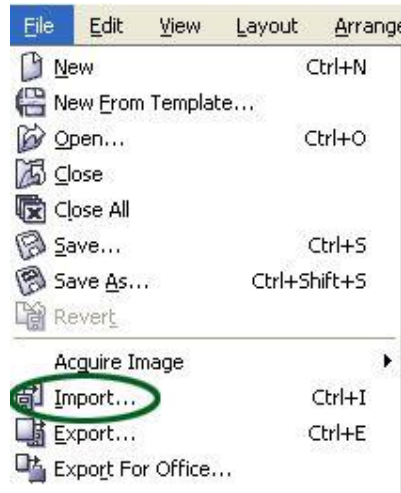 File Edit View Layout Arrange
New Ctrl+N
New From Template...
Open... Ctrl+O
Close
Close All
Save... Ctrl+S
Save As... Ctrl+Shift+S
Revert
Acquire Image
Import... Ctrl+I
Export... Ctrl+E
Export For Office...